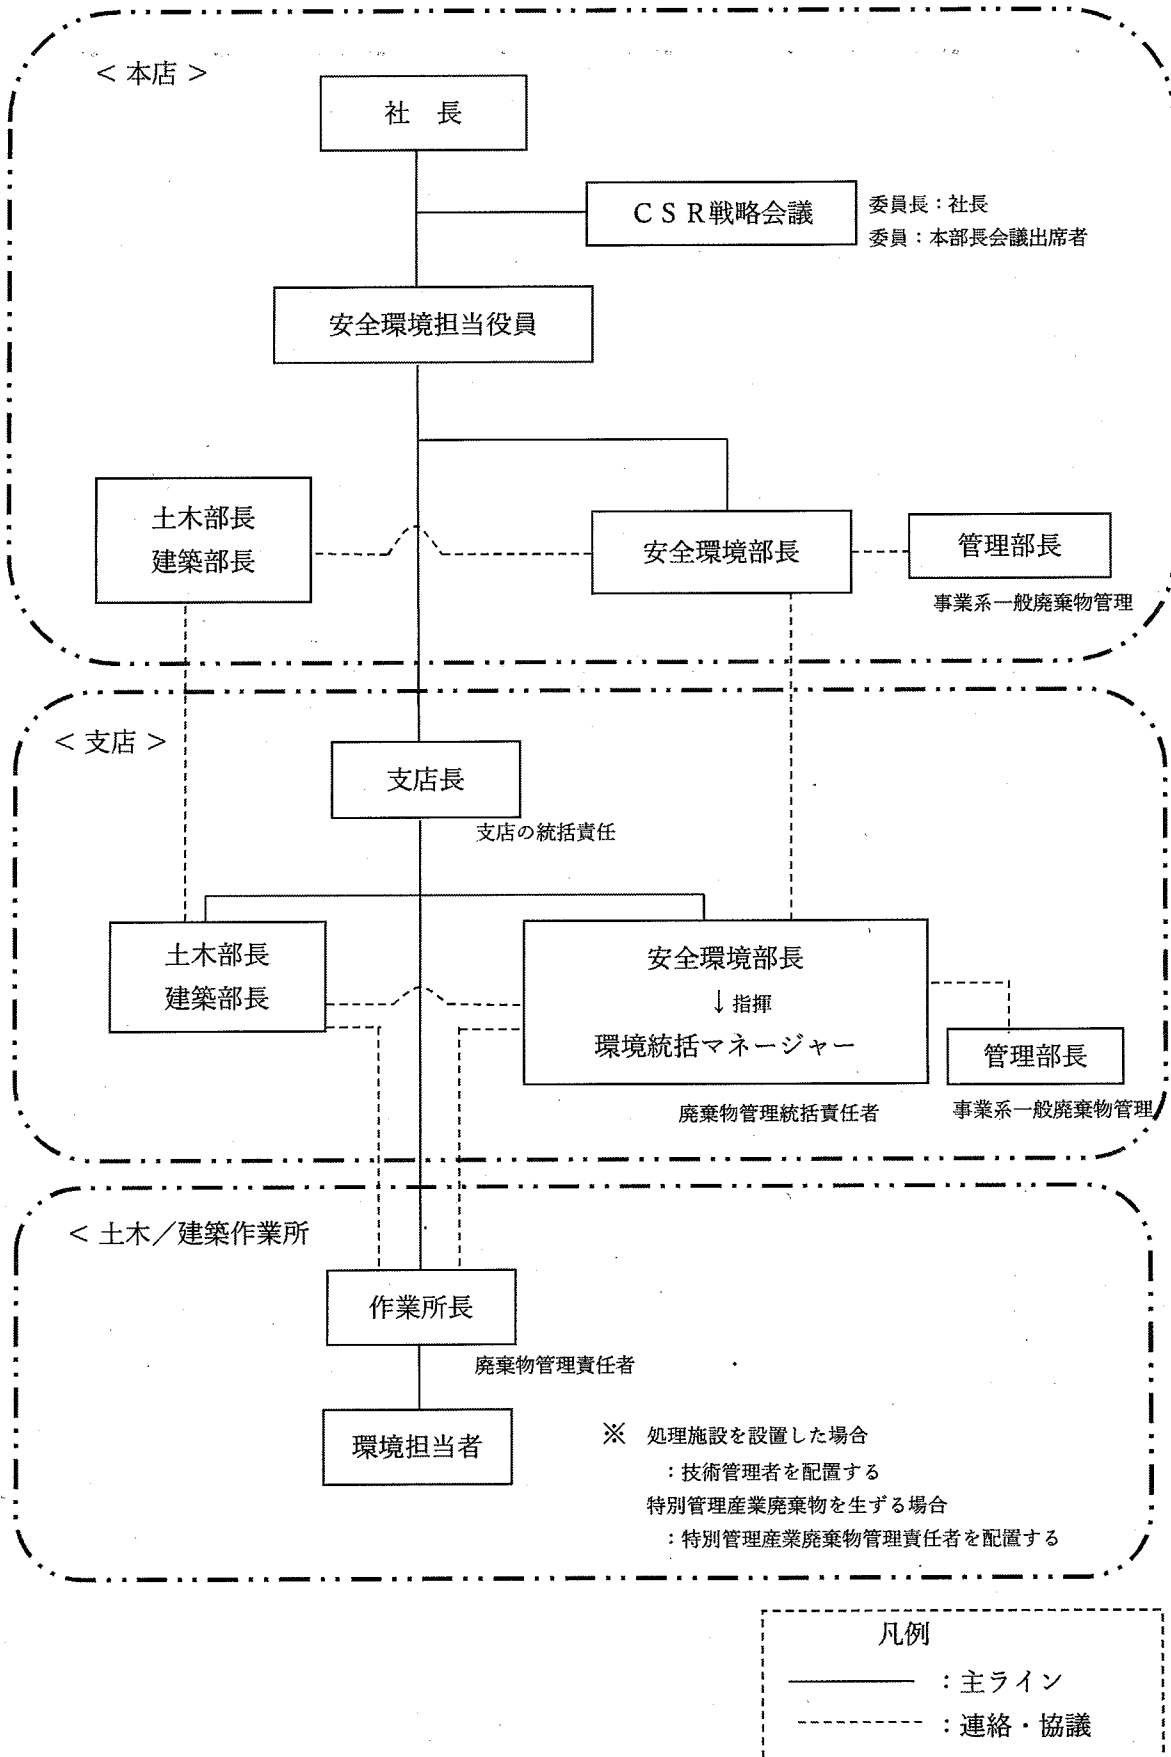 ＜ 本店 ＞
社　長
ＣＳＲ戦略会議
委員長：社長
委員：本部長会議出席者
安全環境担当役員
土木部長
建築部長
安全環境部長
管理部長
事業系一般廃棄物管理
＜ 支店 ＞
支店長
支店の統括責任
土木部長
建築部長
安全環境部長
↓ 指揮
環境統括マネージャー
廃棄物管理統括責任者
管理部長
事業系一般廃棄物管理
＜ 土木／建築作業所
作業所長
廃棄物管理責任者
環境担当者
※　処理施設を設置した場合
：技術管理者を配置する
特別管理産業廃棄物を生ずる場合
：特別管理産業廃棄物管理責任者を配置する
凡例
：主ライン
：連絡・協議